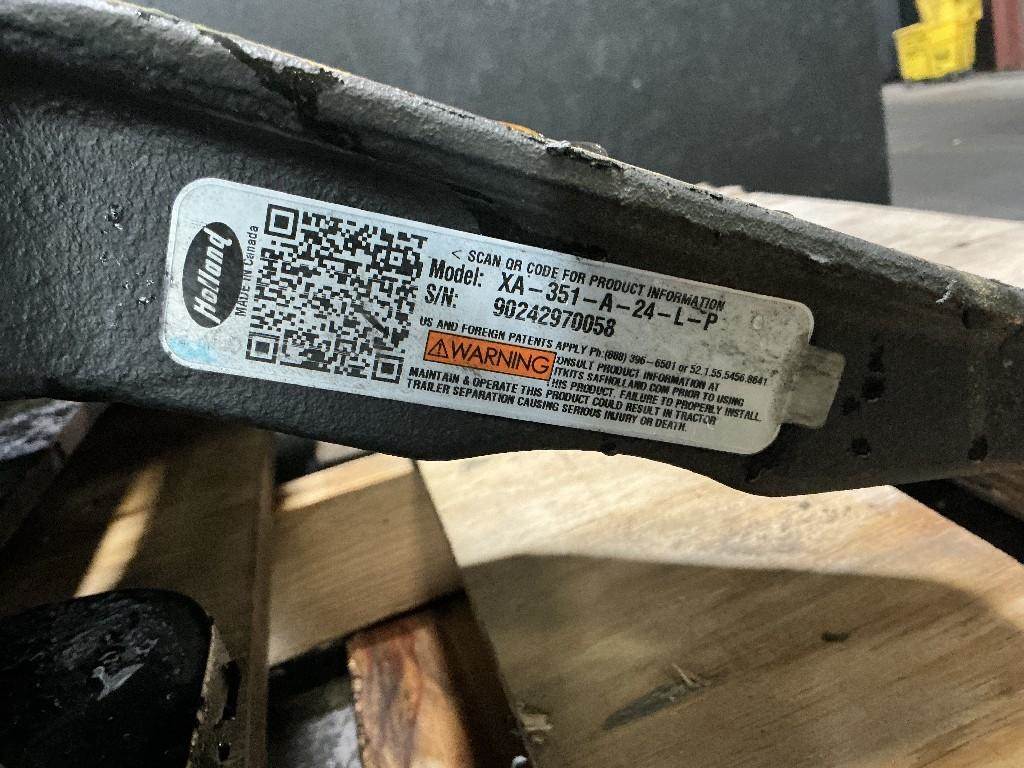 Holland
MADE IN Canada
< SCAN QR CODE FOR PRODUCT INFORMATION
Model: XA-351-A-24-L-P
S/N: 90242970058
US AND FOREIGN PATENTS APPLY Ph:(888) 396-6501 or 52.1.55.5456.8641
⚠WARNING
CONSULT PRODUCT INFORMATION AT
SAFHOLLAND.COM PRIOR TO USING
THIS PRODUCT. FAILURE TO PROPERLY INSTALL,
MAINTAIN & OPERATE THIS PRODUCT COULD RESULT IN TRACTOR
TRAILER SEPARATION CAUSING SERIOUS INJURY OR DEATH.